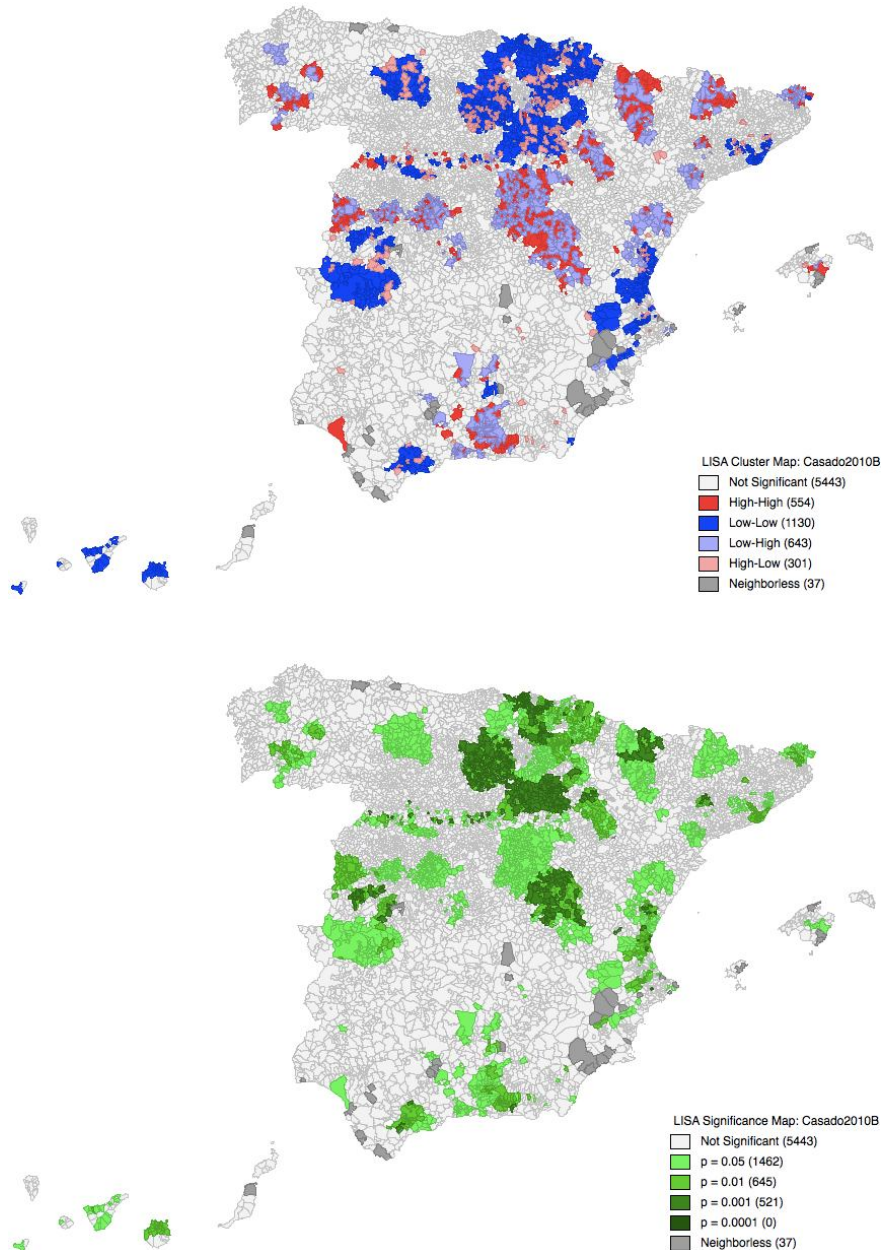 LISA Cluster Map: Casado2010B
Not Significant (5443)
High-High (554)
Low-Low (1130)
Low-High (643)
High-Low (301)
Neighborless (37)
LISA Significance Map: Casado2010B
Not Significant (5443)
p = 0.05 (1462)
p = 0.01 (645)
p = 0.001 (521)
p = 0.0001 (0)
Neighborless (37)